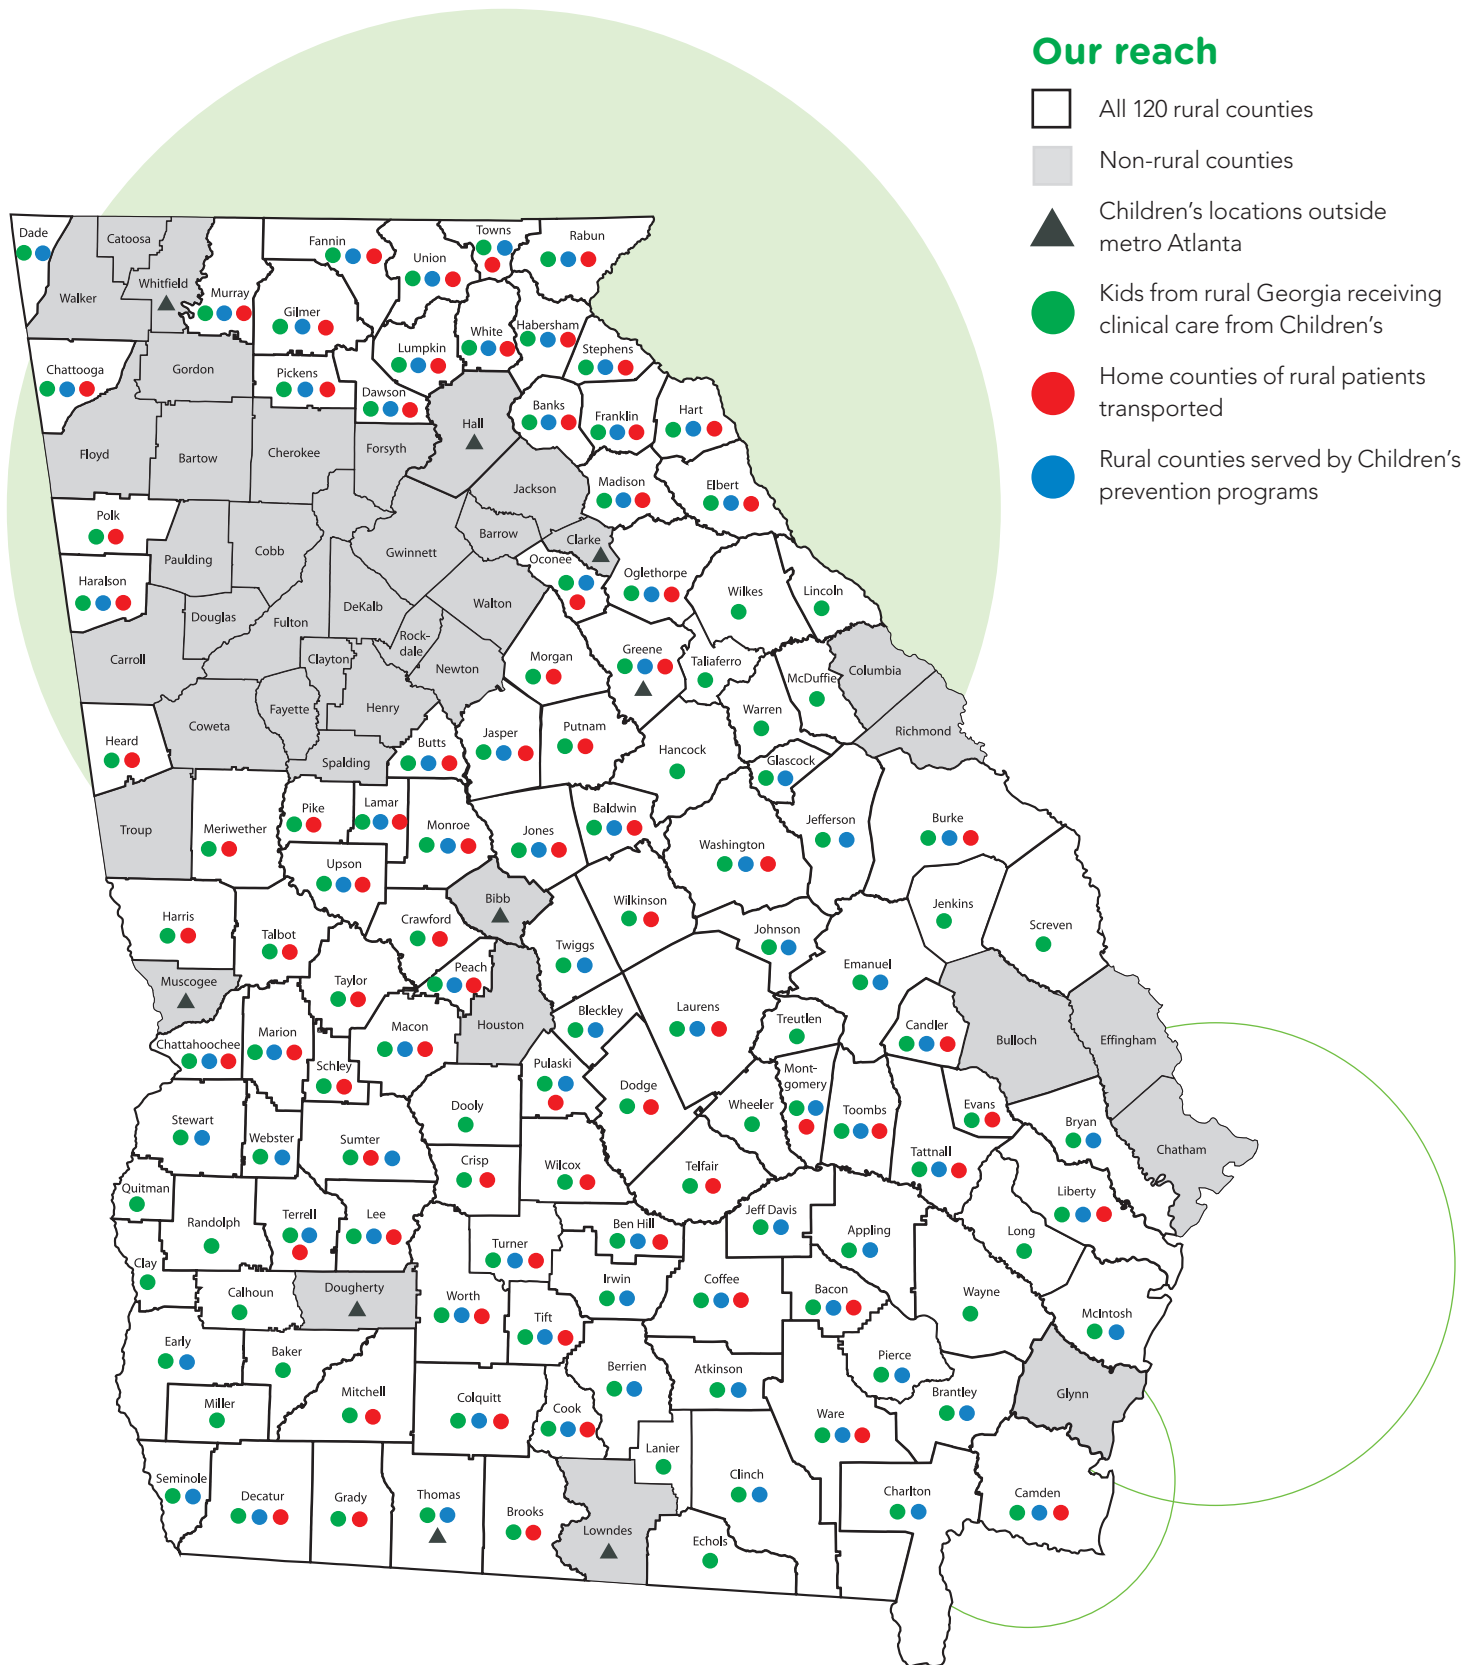 Our reach
All 120 rural counties
Non-rural counties
Children's locations outside
metro Atlanta
Kids from rural Georgia receiving
clinical care from Children's
Home counties of rural patients
transported
Rural counties served by Children's
prevention programs
Dade
Catoosa
Walker
Whitfield
Murray
Fannin
Gilmer
Union
Towns
Rabun
White
Habersham
Lumpkin
Stephens
Chattooga
Gordon
Pickens
Dawson
Hall
Banks
Franklin
Hart
Floyd
Bartow
Cherokee
Forsyth
Jackson
Madison
Elbert
Polk
Paulding
Cobb
Gwinnett
Barrow
Clarke
Oconee
Oglethorpe
Wilkes
Lincoln
Haralson
Douglas
Fulton
DeKalb
Walton
Rock-
dale
Carroll
Clayton
Newton
Morgan
Greene
Taliaferro
McDuffie
Columbia
Richmond
Warren
Coweta
Fayette
Henry
Heard
Spalding
Butts
Jasper
Putnam
Hancock
Glascock
Troup
Meriwether
Pike
Lamar
Monroe
Jones
Baldwin
Washington
Jefferson
Burke
Upson
Bibb
Wilkinson
Jenkins
Screven
Harris
Talbot
Crawford
Twiggs
Johnson
Emanuel
Muscogee
Taylor
Peach
Houston
Bleckley
Laurens
Treutlen
Candler
Bulloch
Effingham
Chattahoochee
Marion
Macon
Schley
Pulaski
Dodge
Wheeler
Mont-
gomery
Toombs
Evans
Bryan
Chatham
Stewart
Webster
Sumter
Dooly
Crisp
Wilcox
Telfair
Tattnall
Liberty
Long
Quitman
Randolph
Terrell
Lee
Turner
Ben Hill
Jeff Davis
Appling
Clay
Calhoun
Dougherty
Worth
Irwin
Coffee
Bacon
Wayne
McIntosh
Tift
Early
Baker
Berrien
Atkinson
Pierce
Brantley
Glynn
Miller
Mitchell
Colquitt
Cook
Lanier
Ware
Seminole
Decatur
Grady
Thomas
Brooks
Lowndes
Clinch
Echols
Charlton
Camden